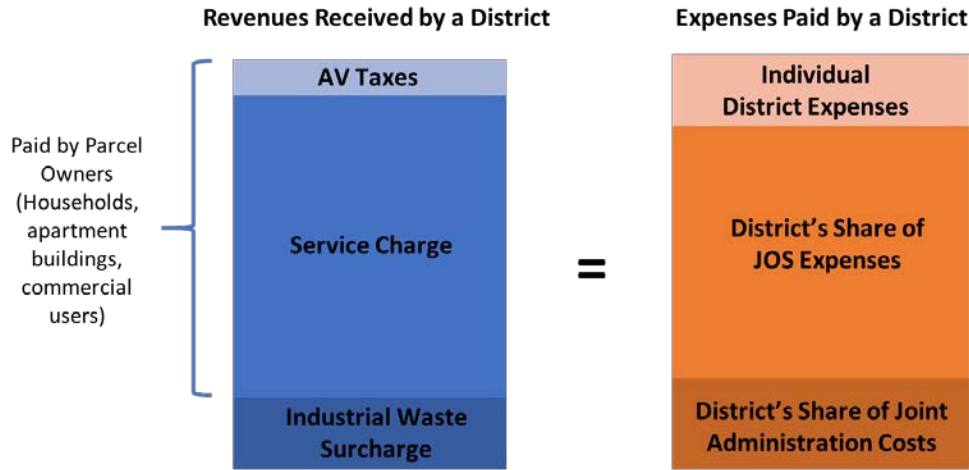 Revenues Received by a District
Expenses Paid by a District
Paid by Parcel
Owners
(Households,
apartment
buildings,
commercial
users)
AV Taxes
Service Charge
Industrial Waste
Surcharge
=
Individual
District Expenses
District's Share of
JOS Expenses
District's Share of Joint
Administration Costs